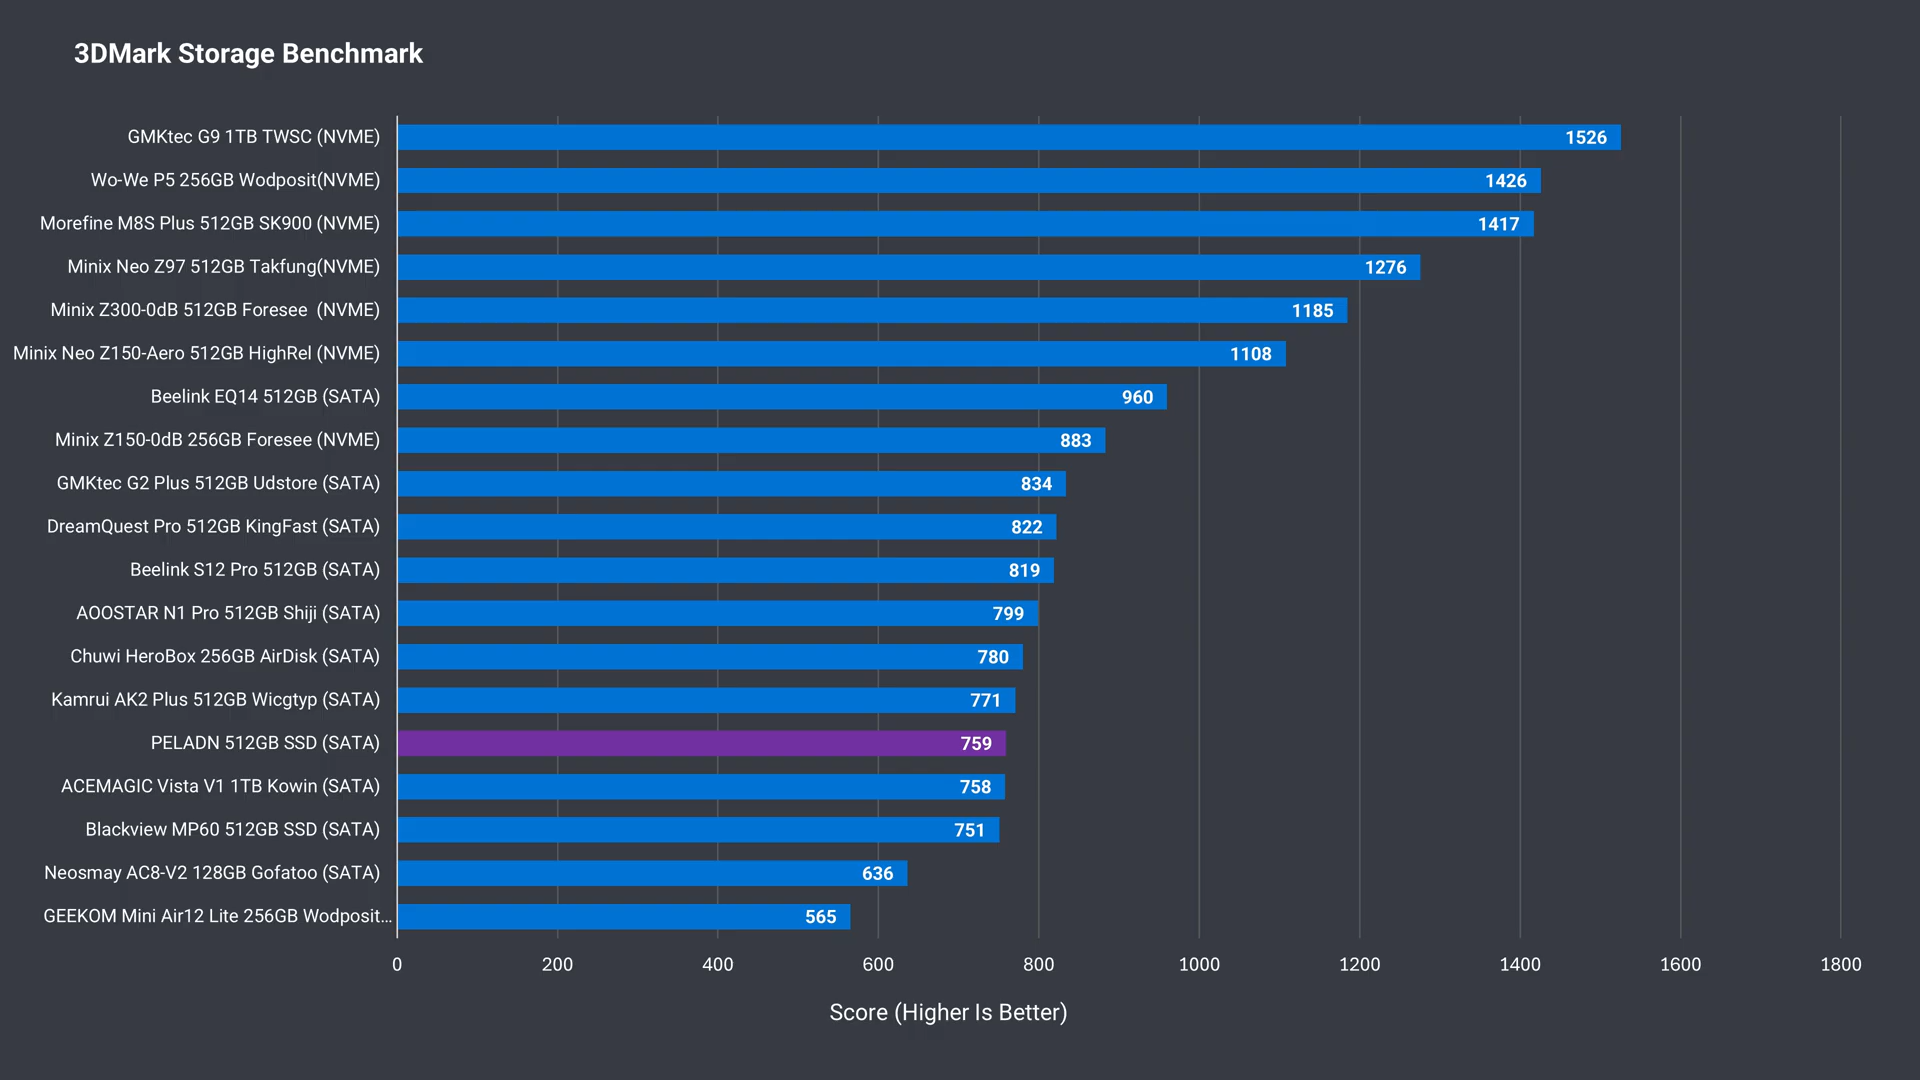 3DMark Storage Benchmark
GMKtec G9 1TB TWSC (NVME) 1526
Wo-We P5 256GB Wodposit(NVME) 1426
Morefine M8S Plus 512GB SK900 (NVME) 1417
Minix Neo Z97 512GB Takfung(NVME) 1276
Minix Z300-0dB 512GB Foresee  (NVME) 1185
Minix Neo Z150-Aero 512GB HighRel (NVME) 1108
Beelink EQ14 512GB (SATA) 960
Minix Z150-0dB 256GB Foresee (NVME) 883
GMKtec G2 Plus 512GB Udstore (SATA) 834
DreamQuest Pro 512GB KingFast (SATA) 822
Beelink S12 Pro 512GB (SATA) 819
AOOSTAR N1 Pro 512GB Shiji (SATA) 799
Chuwi HeroBox 256GB AirDisk (SATA) 780
Kamrui AK2 Plus 512GB Wicgtyp (SATA) 771
PELADN 512GB SSD (SATA) 759
ACEMAGIC Vista V1 1TB Kowin (SATA) 758
Blackview MP60 512GB SSD (SATA) 751
Neosmay AC8-V2 128GB Gofatoo (SATA) 636
GEEKOM Mini Air12 Lite 256GB Wodposit... 565
0 200 400 600 800 1000 1200 1400 1600 1800
Score (Higher Is Better)